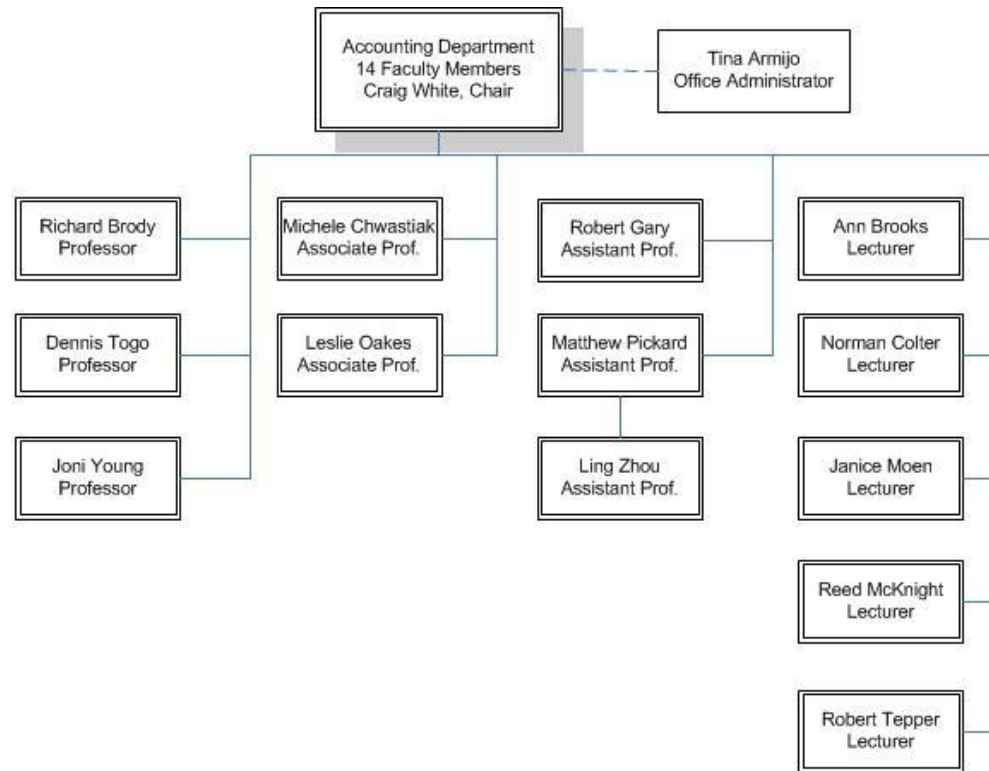 Accounting Department
14 Faculty Members
Craig White, Chair
Tina Armijo
Office Administrator
Richard Brody
Professor
Michele Chwastiak
Associate Prof.
Robert Gary
Assistant Prof.
Ann Brooks
Lecturer
Dennis Togo
Professor
Leslie Oakes
Associate Prof.
Matthew Pickard
Assistant Prof.
Norman Colter
Lecturer
Joni Young
Professor
Ling Zhou
Assistant Prof.
Janice Moen
Lecturer
Reed McKnight
Lecturer
Robert Tepper
Lecturer